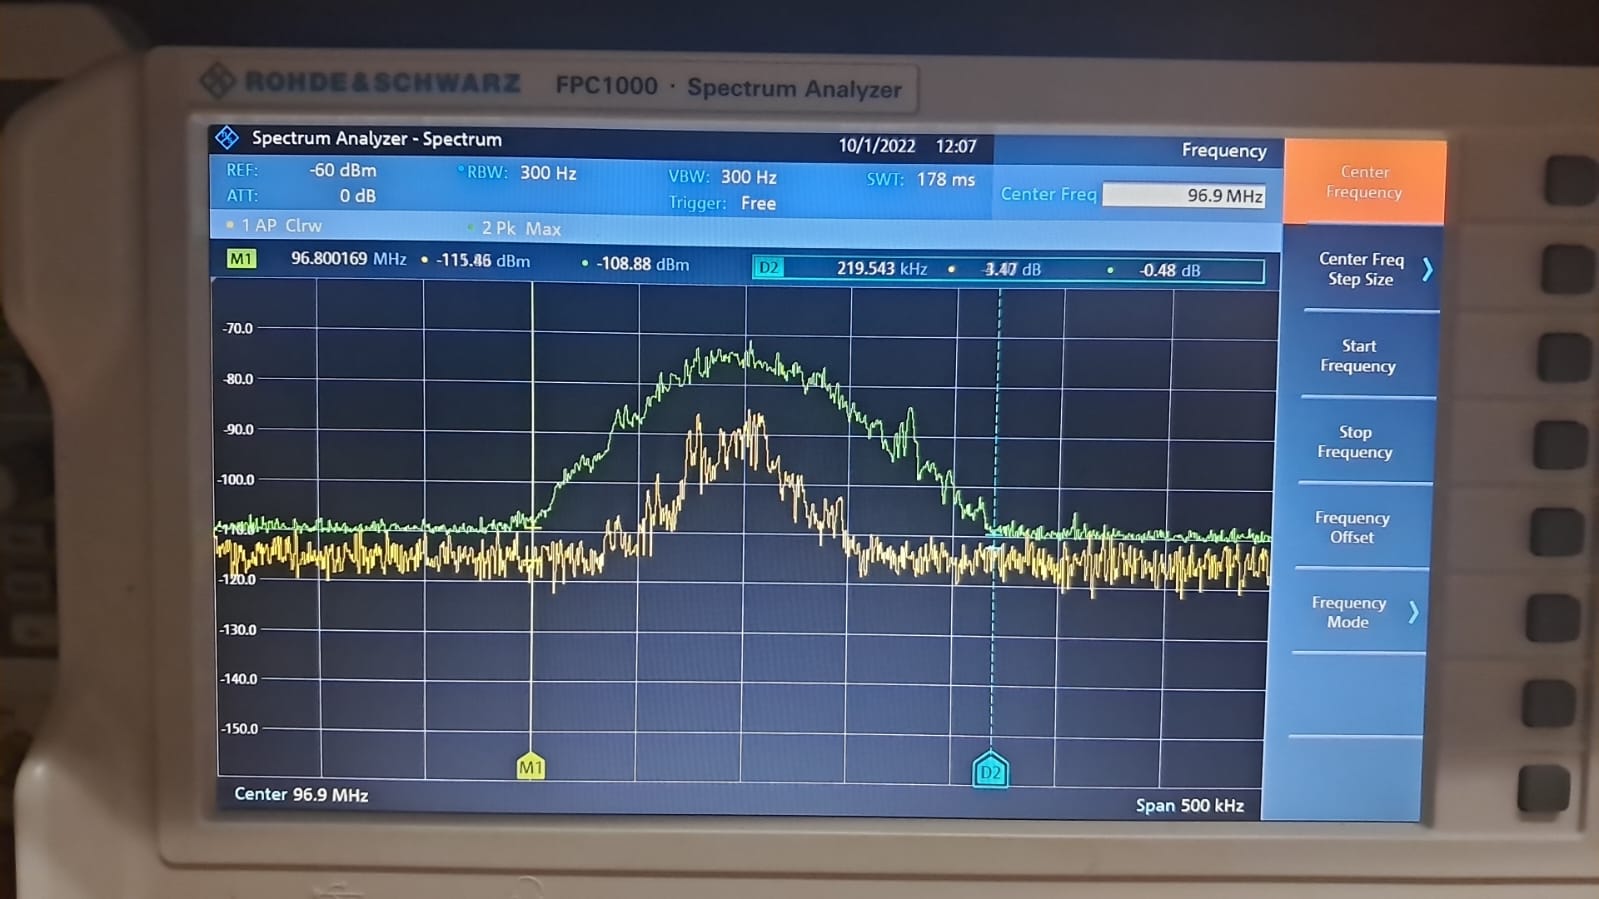 ROHDE&SCHWARZ FPC1000 · Spectrum Analyzer
Spectrum Analyzer - Spectrum 10/1/2022 12:07 Frequency
REF: -60 dBm RBW: 300 Hz VBW: 300 Hz SWT: 178 ms
ATT: 0 dB Trigger: Free Center Freq 96.9 MHz
1 AP Clrw 2 Pk Max
M1 96.800169 MHz -115.46 dBm -108.88 dBm D2 219.543 kHz -3.47 dB -0.48 dB
-70.0
-80.0
-90.0
-100.0
-110.0
-120.0
-130.0
-140.0
-150.0
M1 D2
Center 96.9 MHz Span 500 kHz
Center
Frequency
Center Freq
Step Size
Start
Frequency
Stop
Frequency
Frequency
Offset
Frequency
Mode